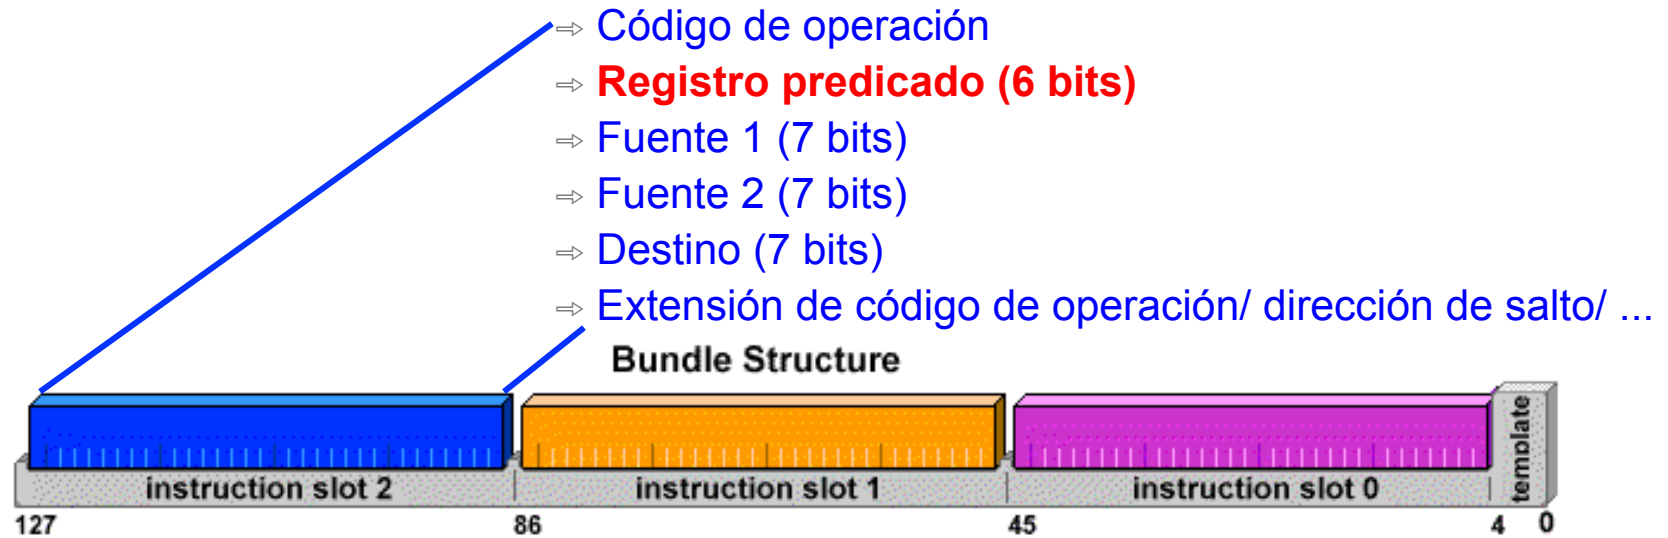 ⇨ Código de operación
⇨ Registro predicado (6 bits)
⇨ Fuente 1 (7 bits)
⇨ Fuente 2 (7 bits)
⇨ Destino (7 bits)
⇨ Extensión de código de operación/ dirección de salto/ ...
Bundle Structure
instruction slot 2 instruction slot 1 instruction slot 0 template
127 86 45 4 0